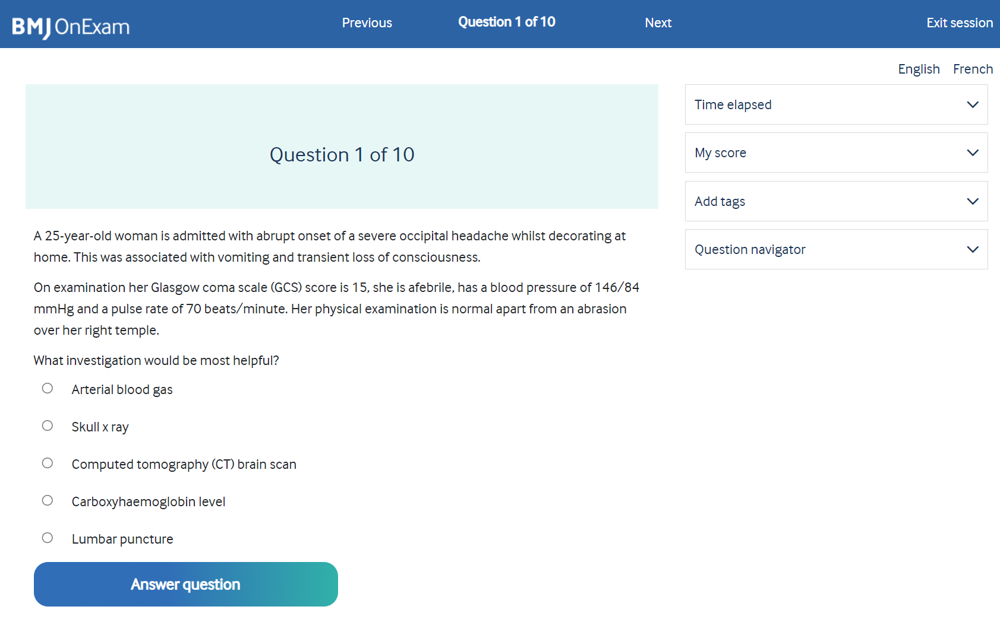 BMJ OnExam
Previous
Question 1 of 10
Next
Exit session
English French
Question 1 of 10
A 25-year-old woman is admitted with abrupt onset of a severe occipital headache whilst decorating at
home. This was associated with vomiting and transient loss of consciousness.
On examination her Glasgow coma scale (GCS) score is 15, she is afebrile, has a blood pressure of 146/84
mmHg and a pulse rate of 70 beats/minute. Her physical examination is normal apart from an abrasion
over her right temple.
What investigation would be most helpful?
Arterial blood gas
Skull x ray
Computed tomography (CT) brain scan
Carboxyhaemoglobin level
Lumbar puncture
Answer question
Time elapsed
My score
Add tags
Question navigator